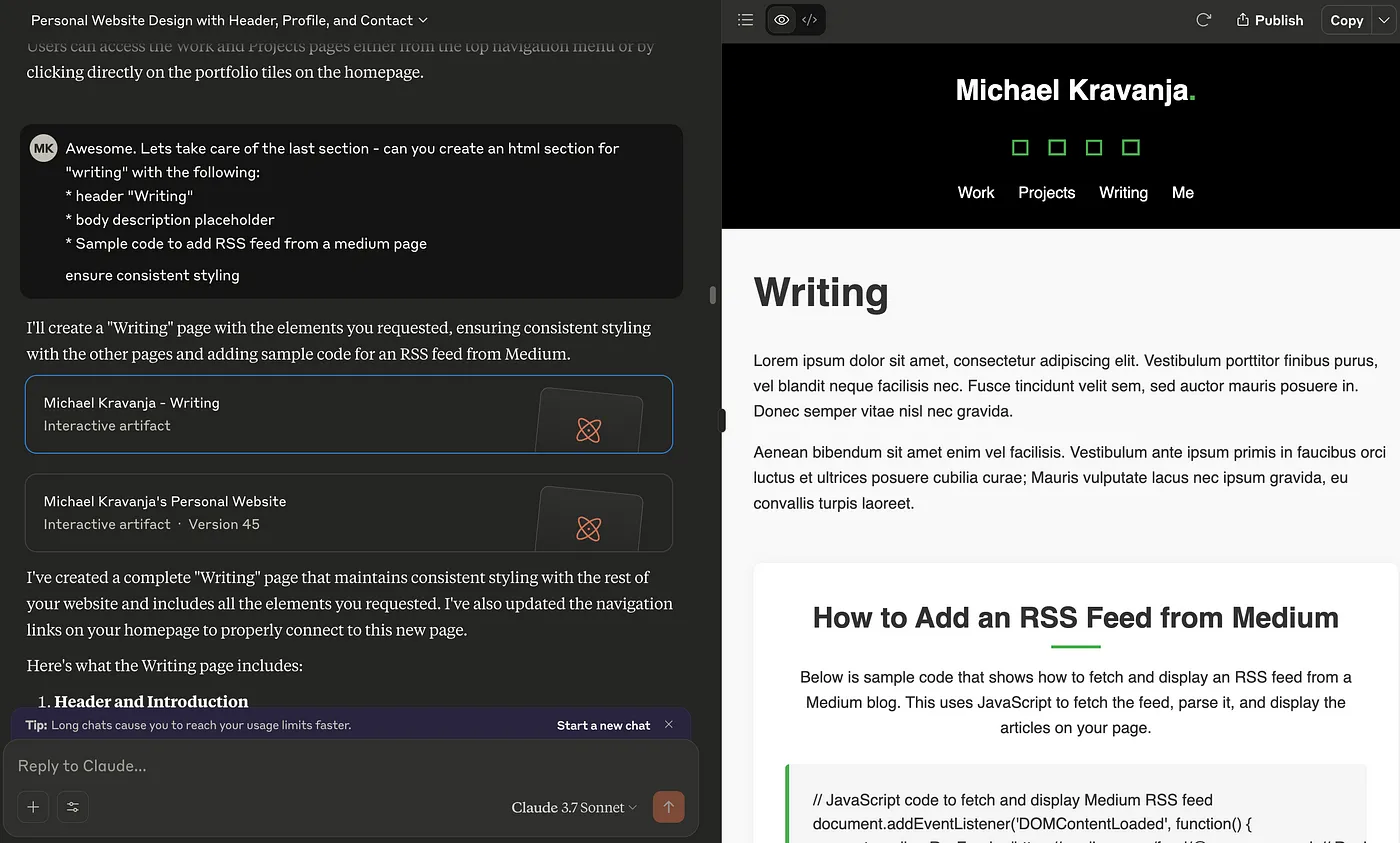 Personal Website Design with Header, Profile, and Contact
Users can access the Work and Projects pages either from the top navigation menu or by
clicking directly on the portfolio tiles on the homepage.
MK
Awesome. Lets take care of the last section - can you create an html section for
"writing" with the following:
* header "Writing"
* body description placeholder
* Sample code to add RSS feed from a medium page
ensure consistent styling
I'll create a "Writing" page with the elements you requested, ensuring consistent styling
with the other pages and adding sample code for an RSS feed from Medium.
Michael Kravanja - Writing
Interactive artifact
Michael Kravanja's Personal Website
Interactive artifact · Version 45
I've created a complete "Writing" page that maintains consistent styling with the rest of
your website and includes all the elements you requested. I've also updated the navigation
links on your homepage to properly connect to this new page.
Here's what the Writing page includes:
1. Header and Introduction
Tip: Long chats cause you to reach your usage limits faster.
Start a new chat
Reply to Claude...
Claude 3.7 Sonnet
Publish
Copy
Michael Kravanja.
Work Projects Writing Me
Writing
Lorem ipsum dolor sit amet, consectetur adipiscing elit. Vestibulum porttitor finibus purus,
vel blandit neque facilisis nec. Fusce tincidunt velit sem, sed auctor mauris posuere in.
Donec semper vitae nisl nec gravida.
Aenean bibendum sit amet enim vel facilisis. Vestibulum ante ipsum primis in faucibus orci
luctus et ultrices posuere cubilia curae; Mauris vulputate lacus nec ipsum gravida, eu
convallis turpis laoreet.
How to Add an RSS Feed from Medium
Below is sample code that shows how to fetch and display an RSS feed from a
Medium blog. This uses JavaScript to fetch the feed, parse it, and display the
articles on your page.
// JavaScript code to fetch and display Medium RSS feed
document.addEventListener('DOMContentLoaded', function() {